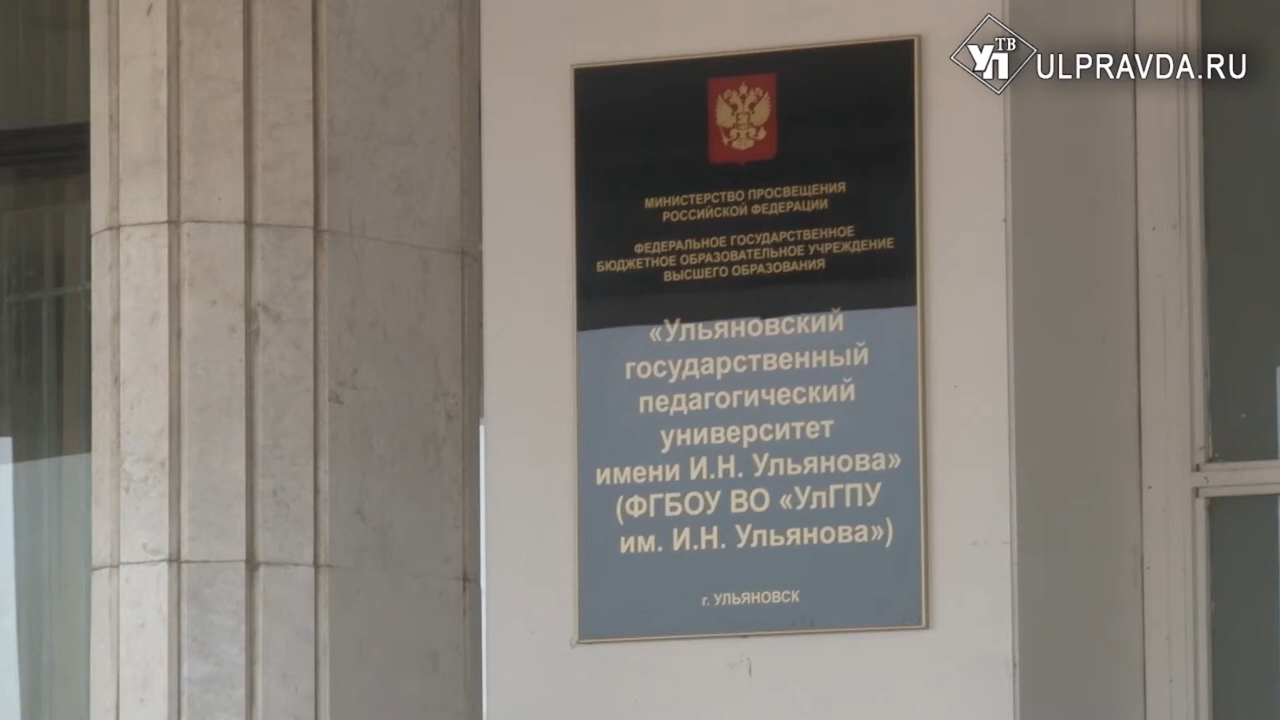 УП ТВ ULPRAVDA.RU
МИНИСТЕРСТВО ПРОСВЕЩЕНИЯ
РОССИЙСКОЙ ФЕДЕРАЦИИ
ФЕДЕРАЛЬНОЕ ГОСУДАРСТВЕННОЕ
БЮДЖЕТНОЕ ОБРАЗОВАТЕЛЬНОЕ УЧРЕЖДЕНИЕ
ВЫСШЕГО ОБРАЗОВАНИЯ
«Ульяновский
государственный
педагогический
университет
имени И.Н. Ульянова»
(ФГБОУ ВО «УлГПУ
им. И.Н. Ульянова»)
г. УЛЬЯНОВСК